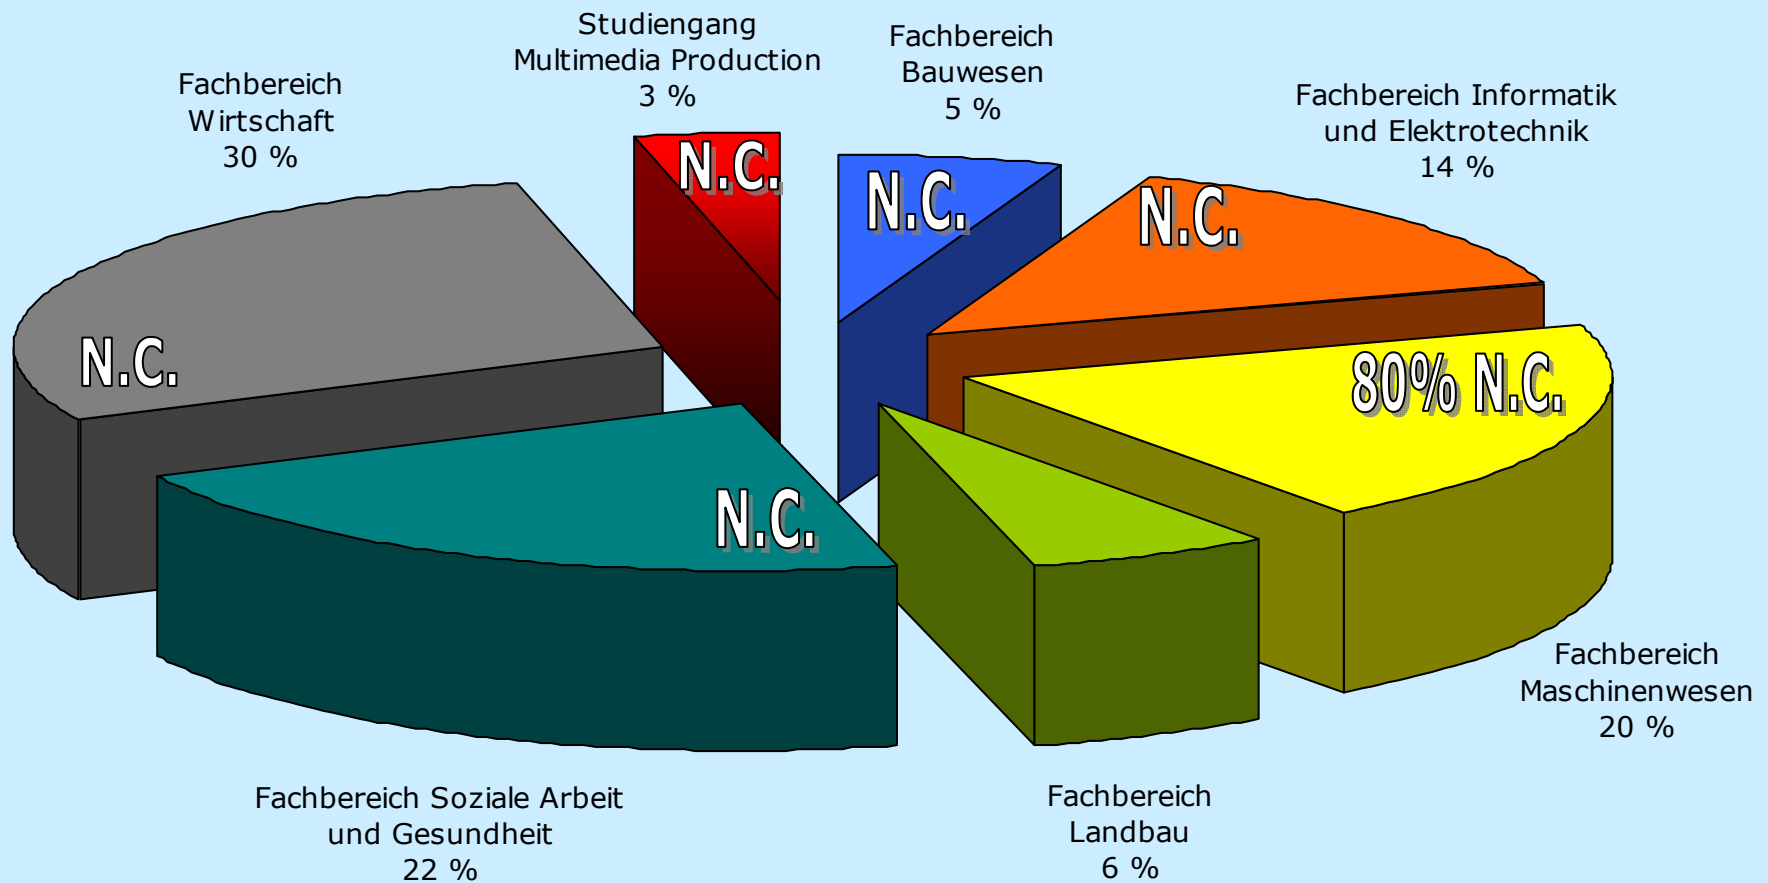 Studiengang
Multimedia Production
3 %
Fachbereich
Bauwesen
5 %
Fachbereich
Wirtschaft
30 %
Fachbereich Informatik
und Elektrotechnik
14 %
N.C.
N.C.
N.C.
N.C.
80% N.C.
N.C.
Fachbereich
Maschinenwesen
20 %
Fachbereich Soziale Arbeit
und Gesundheit
22 %
Fachbereich
Landbau
6 %